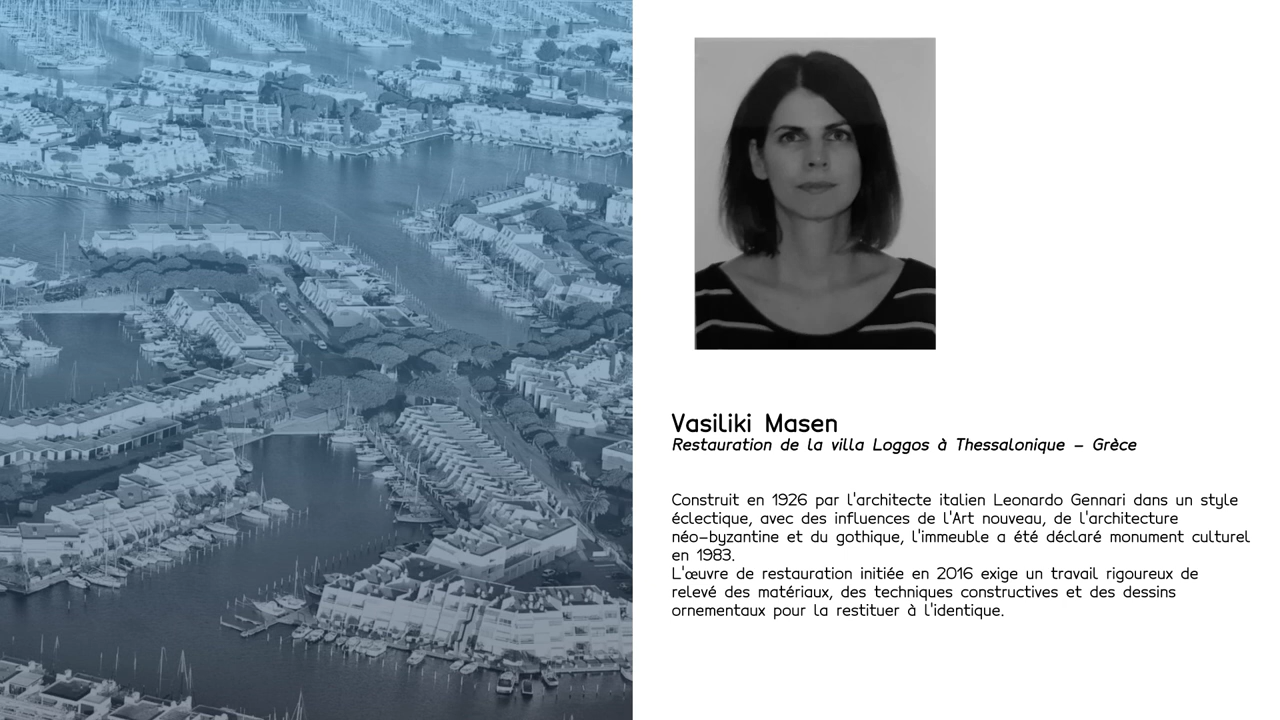 Vasiliki Masen
Restauration de la villa Loggos à Thessalonique - Grèce
Construit en 1926 par l'architecte italien Leonardo Gennari dans un style
éclectique, avec des influences de l'Art nouveau, de l'architecture
néo-byzantine et du gothique, l'immeuble a été déclaré monument culturel
en 1983.
L'œuvre de restauration initiée en 2016 exige un travail rigoureux de
relevé des matériaux, des techniques constructives et des dessins
ornementaux pour la restituer à l'identique.